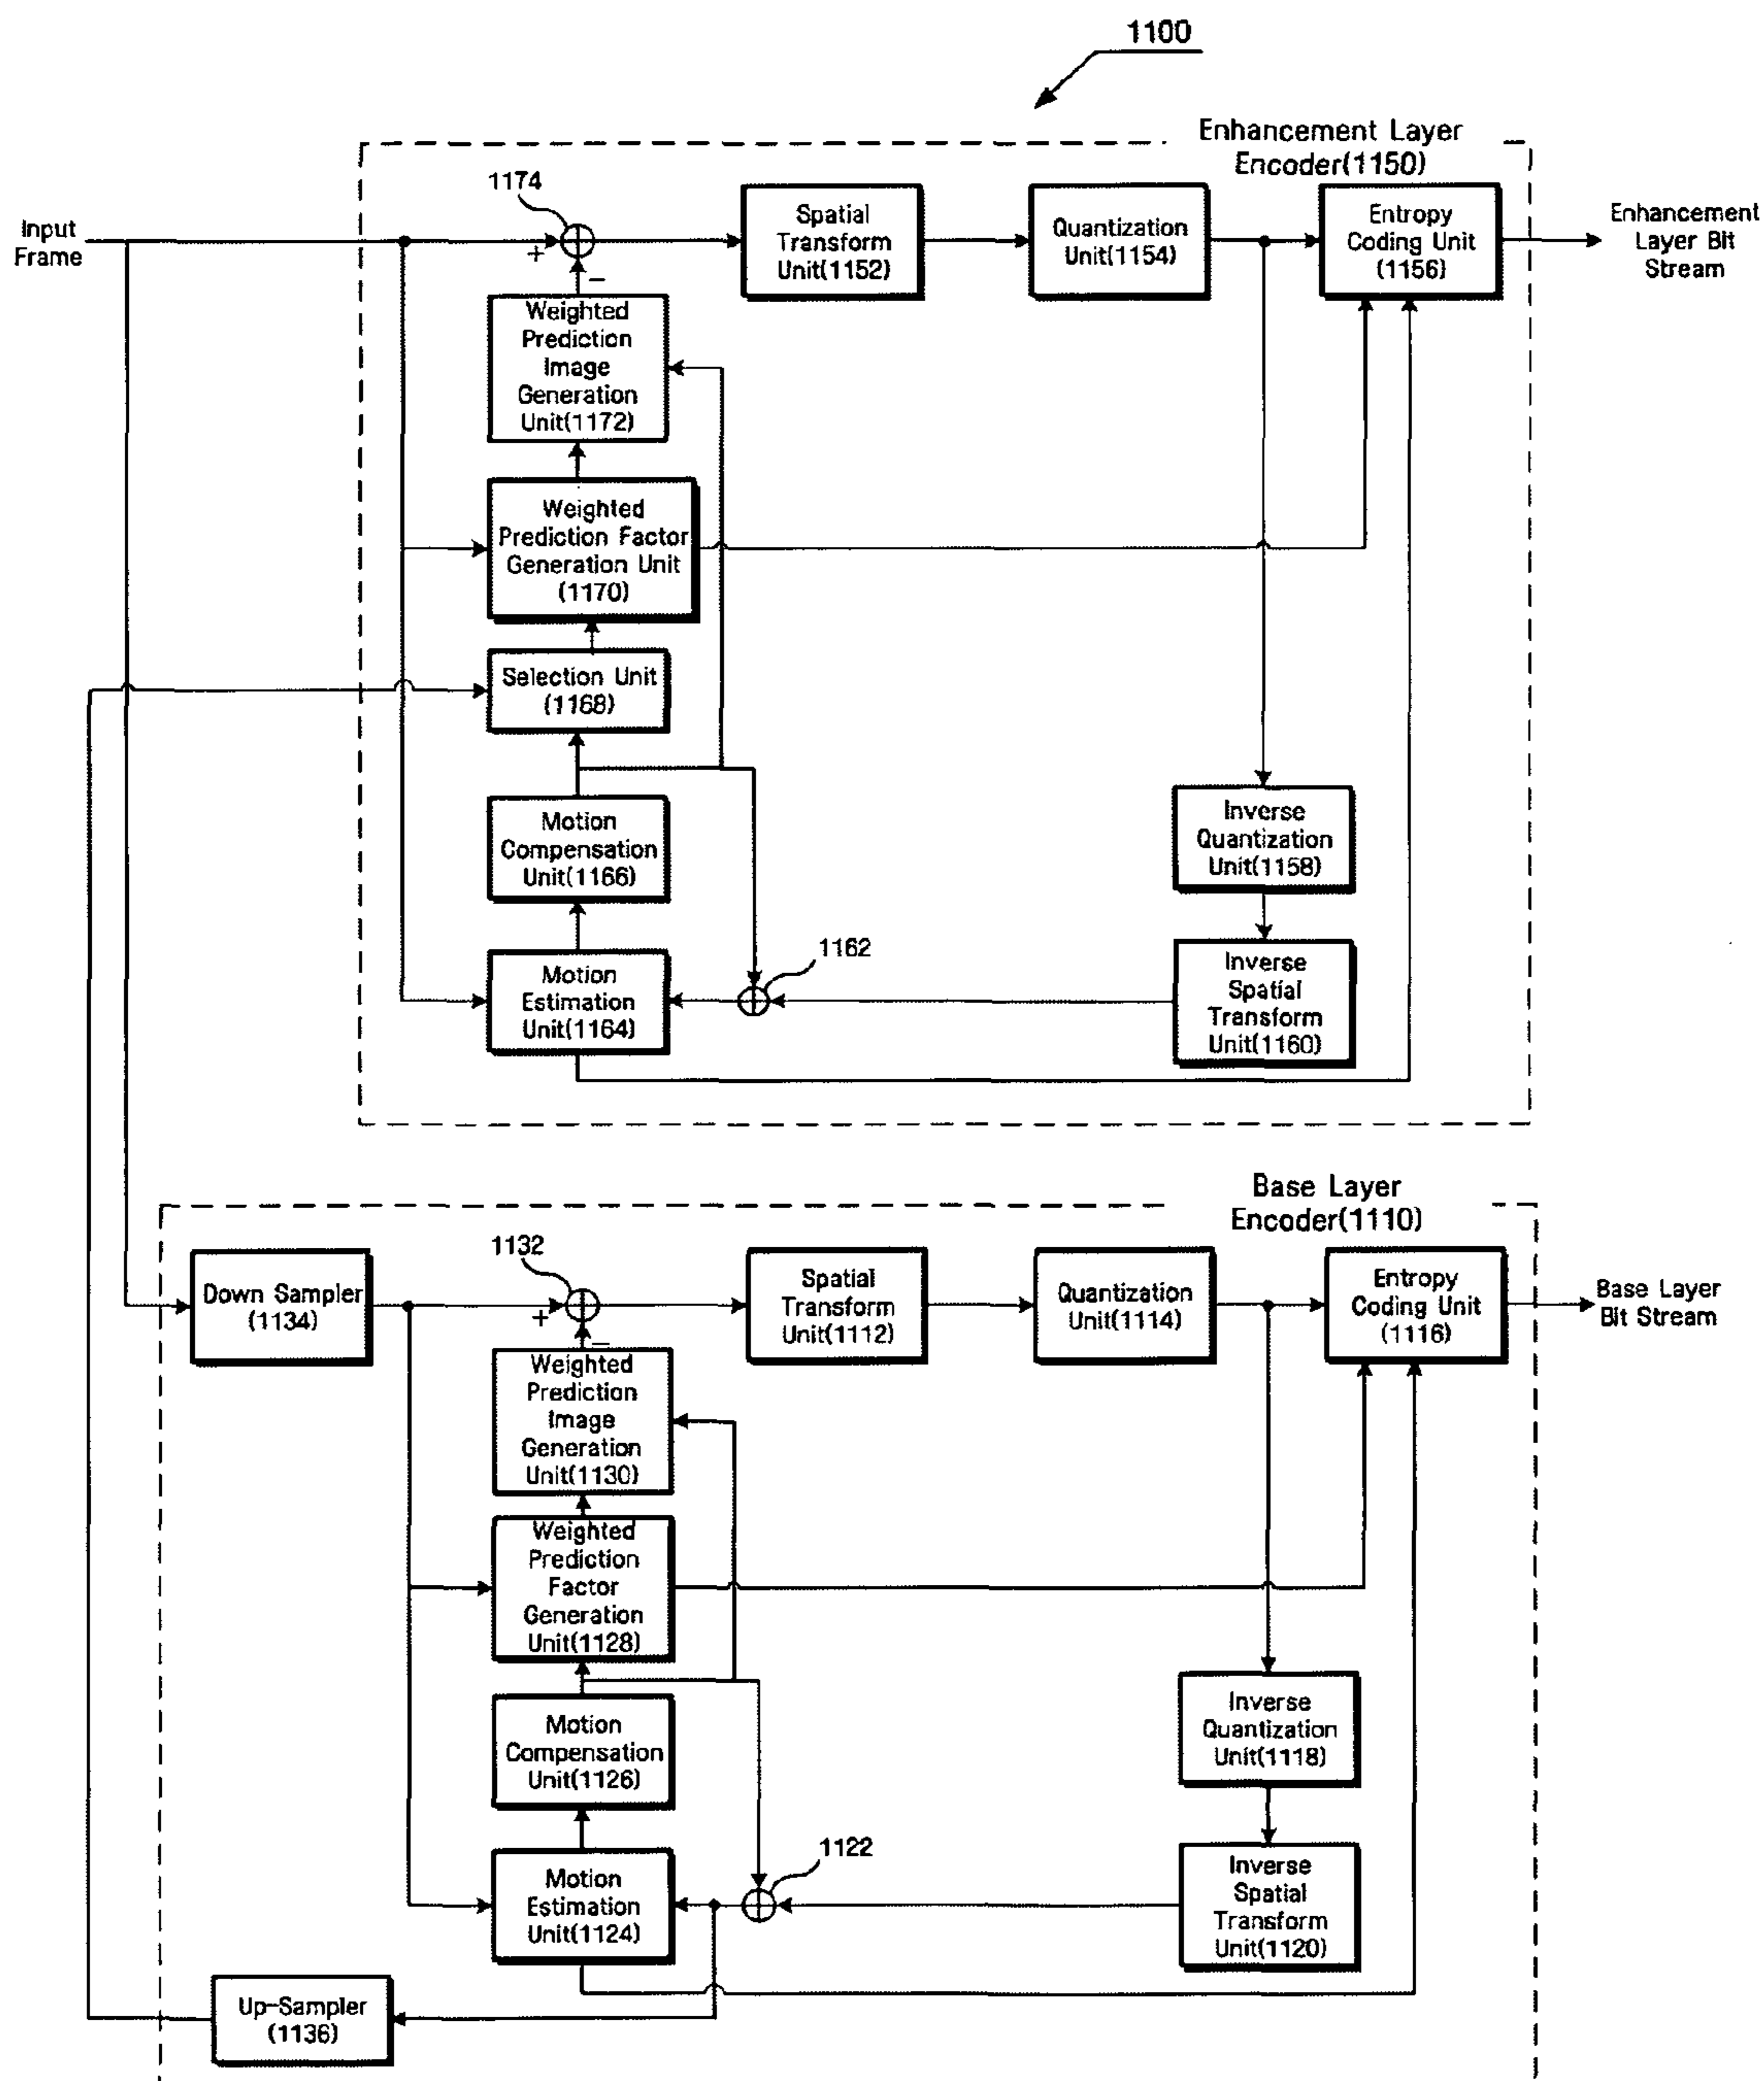 1100
Enhancement Layer
Encoder(1150)
1174
Input
Frame
+
−
Spatial
Transform
Unit(1152)
Quantization
Unit(1154)
Entropy
Coding Unit
(1156)
Enhancement
Layer Bit
Stream
Weighted
Prediction
Image
Generation
Unit(1172)
Weighted
Prediction Factor
Generation Unit
(1170)
Selection Unit
(1168)
Motion
Compensation
Unit(1166)
Inverse
Quantization
Unit(1158)
1162
Motion
Estimation
Unit(1164)
Inverse
Spatial
Transform
Unit(1160)
Base Layer
Encoder(1110)
1132
Down Sampler
(1134)
+
−
Spatial
Transform
Unit(1112)
Quantization
Unit(1114)
Entropy
Coding Unit
(1116)
Base Layer
Bit Stream
Weighted
Prediction
Image
Generation
Unit(1130)
Weighted
Prediction
Factor
Generation
Unit(1128)
Motion
Compensation
Unit(1126)
Inverse
Quantization
Unit(1118)
1122
Motion
Estimation
Unit(1124)
Inverse
Spatial
Transform
Unit(1120)
Up-Sampler
(1136)